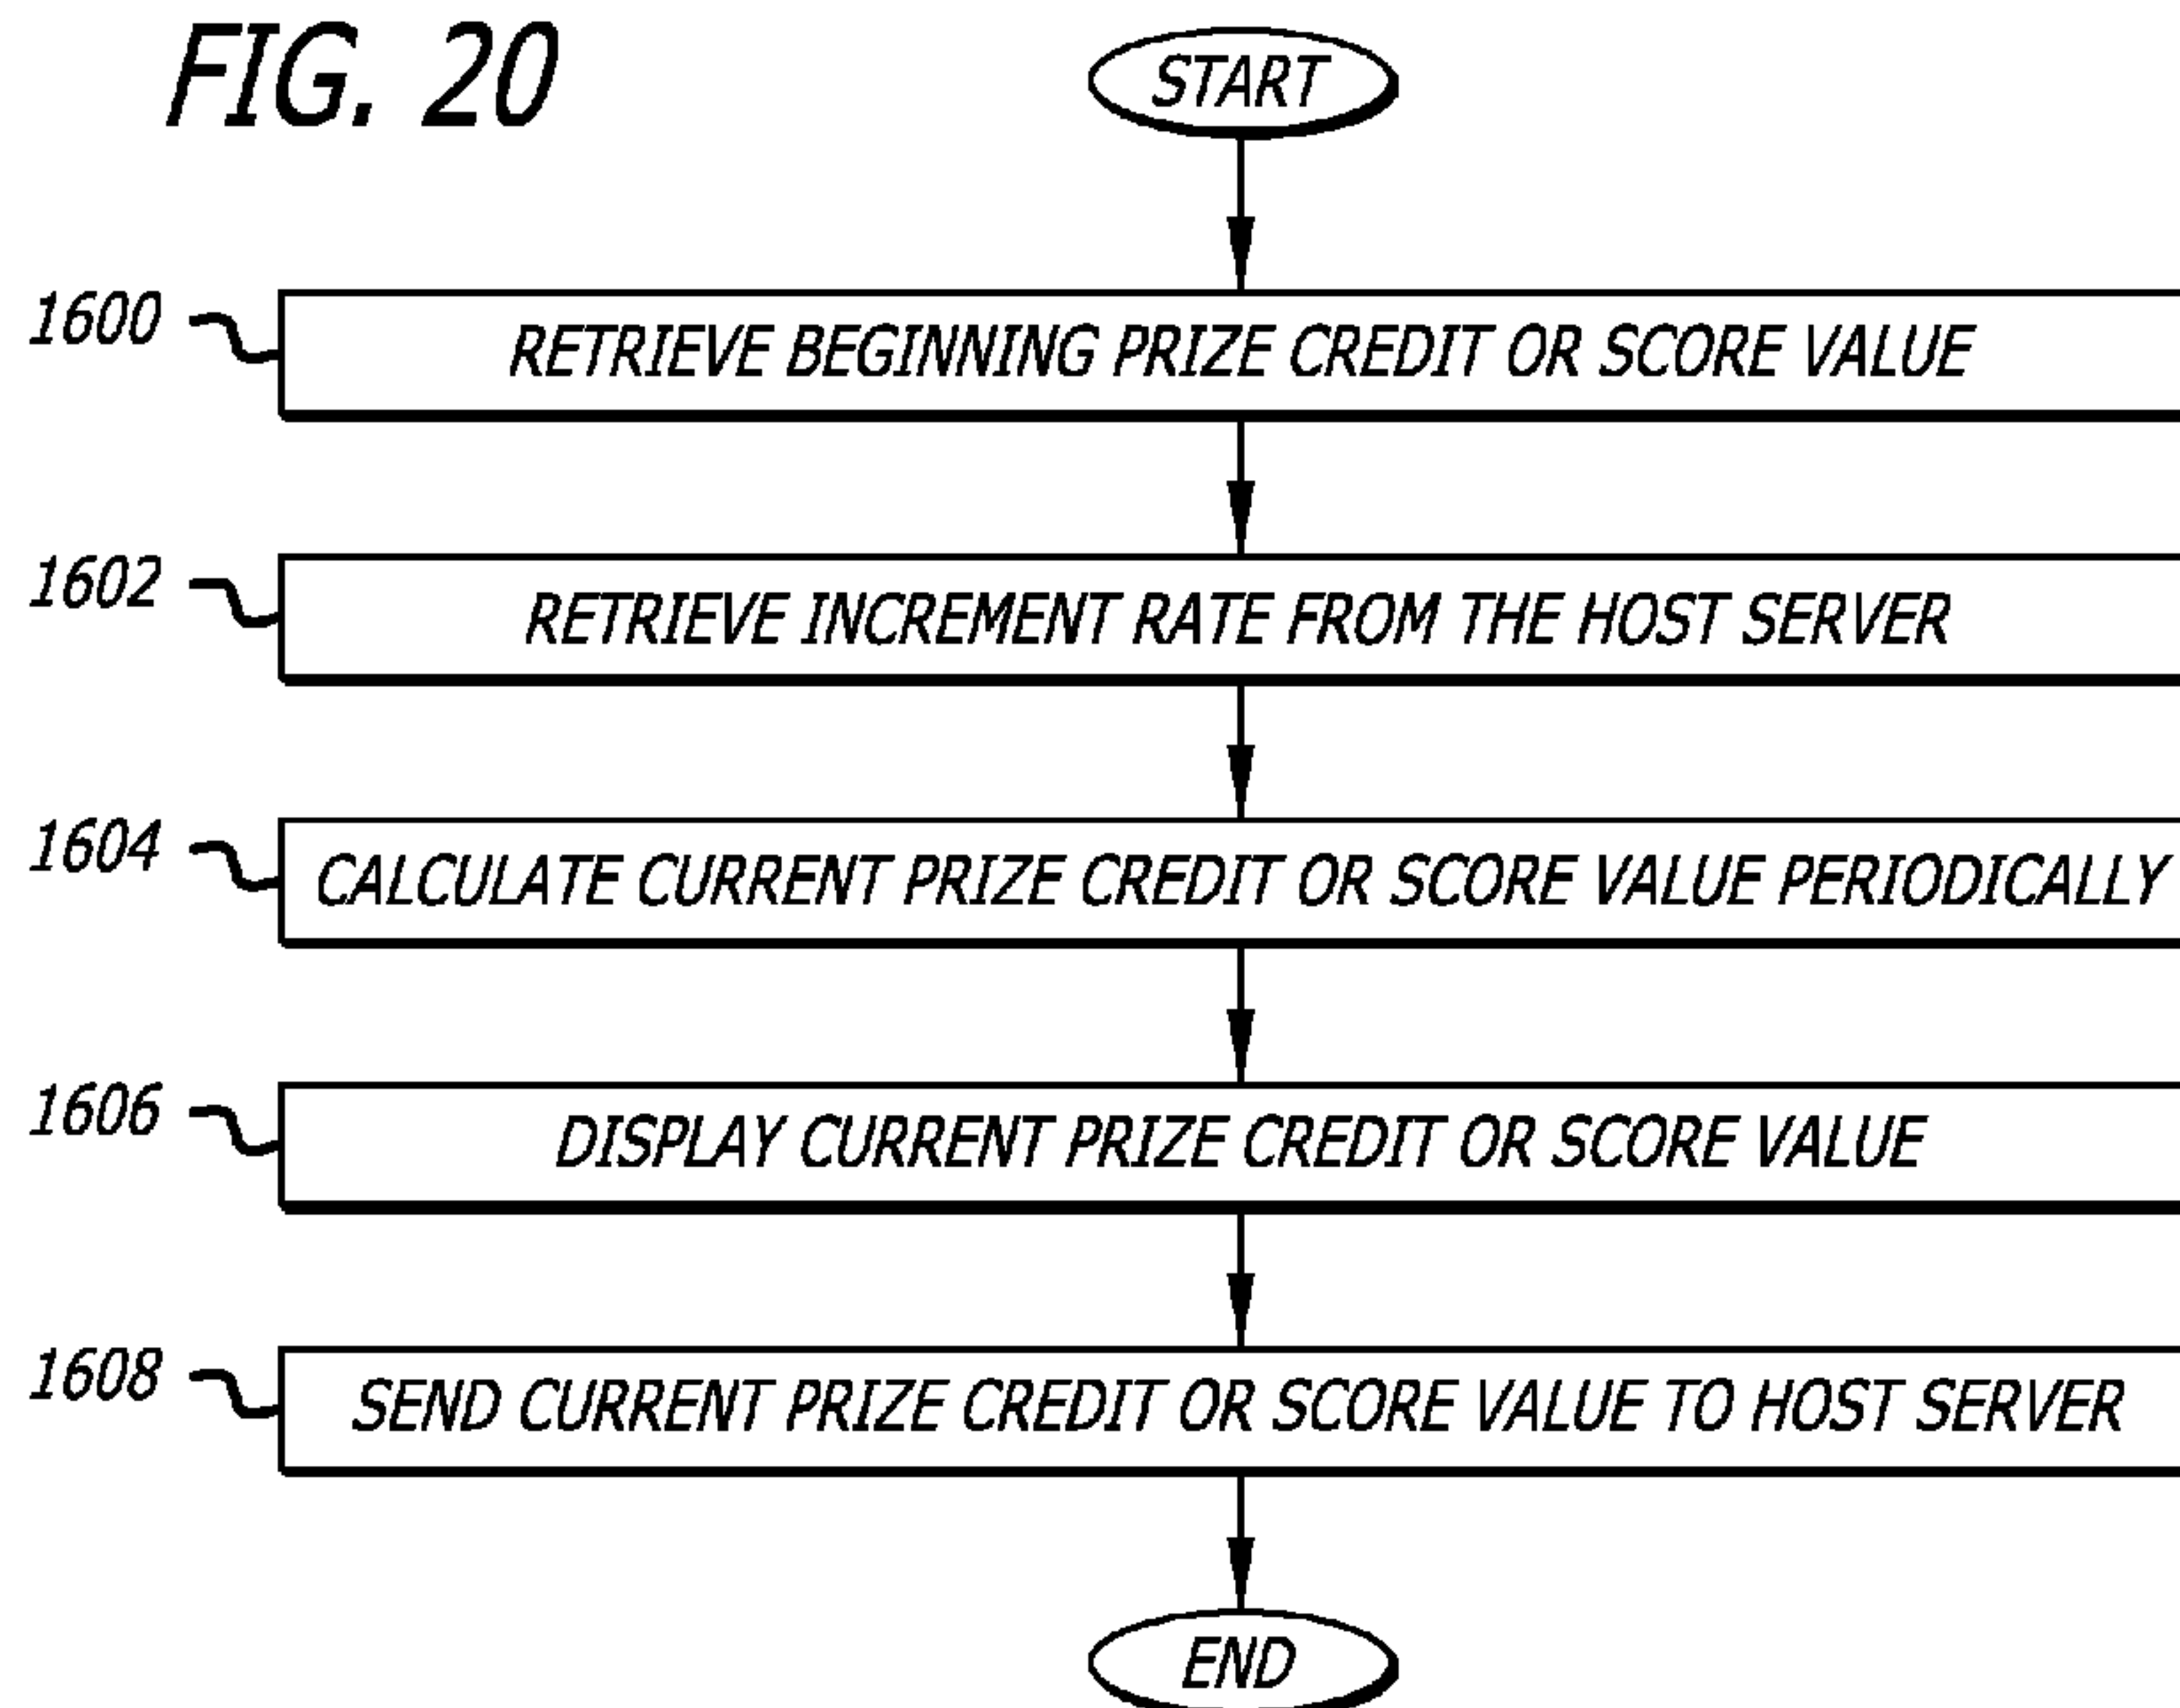 FIG. 20
START
1600
RETRIEVE BEGINNING PRIZE CREDIT OR SCORE VALUE
1602
RETRIEVE INCREMENT RATE FROM THE HOST SERVER
1604
CALCULATE CURRENT PRIZE CREDIT OR SCORE VALUE PERIODICALLY
1606
DISPLAY CURRENT PRIZE CREDIT OR SCORE VALUE
1608
SEND CURRENT PRIZE CREDIT OR SCORE VALUE TO HOST SERVER
END